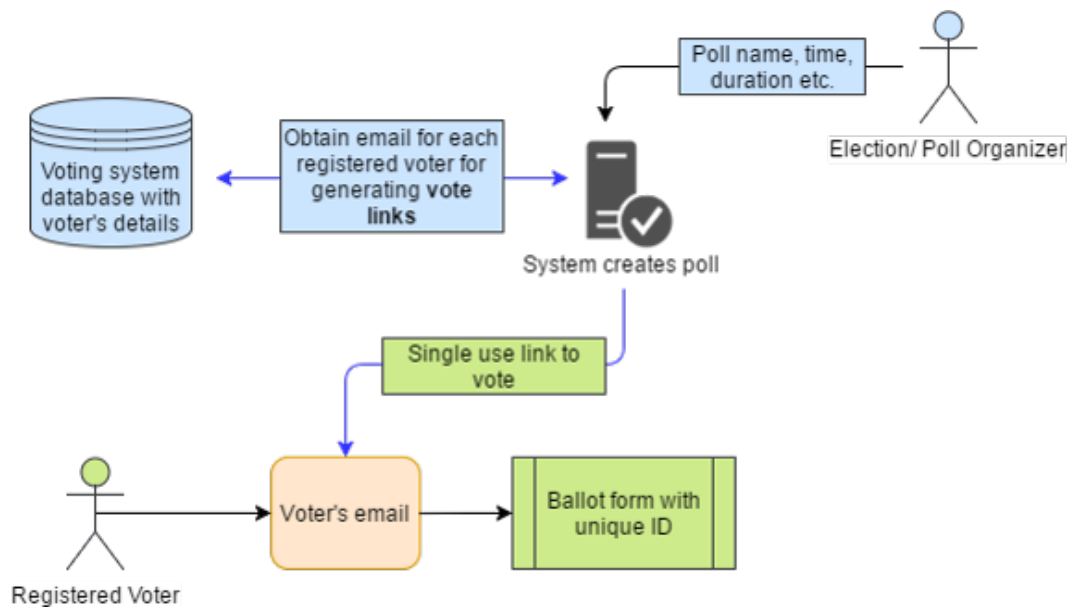 Poll name, time,
duration etc.
Election/ Poll Organizer
Voting system
database with
voter's details
Obtain email for each
registered voter for
generating vote
links
System creates poll
Single use link to
vote
Voter's email
Ballot form with
unique ID
Registered Voter